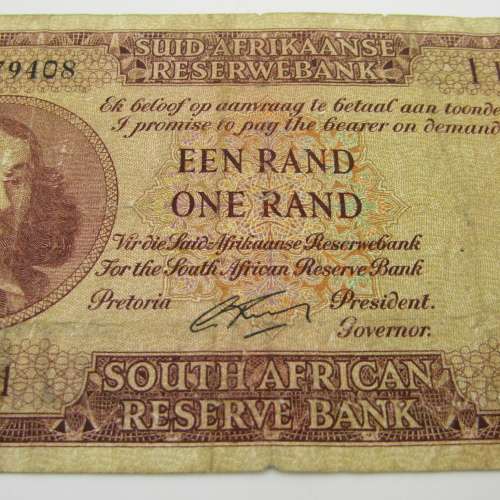 SUID AFRIKAANSE
RESERWEBANK
79408
Ek beloof op aanvraag te betaal aan toonde
I promise to pay the bearer on demand
EEN RAND
ONE RAND
Vir die Suid-Afrikaanse Reserwebank
For the South African Reserve Bank
Pretoria
President.
Governor.
1
SOUTH AFRICAN
RESERVE BANK